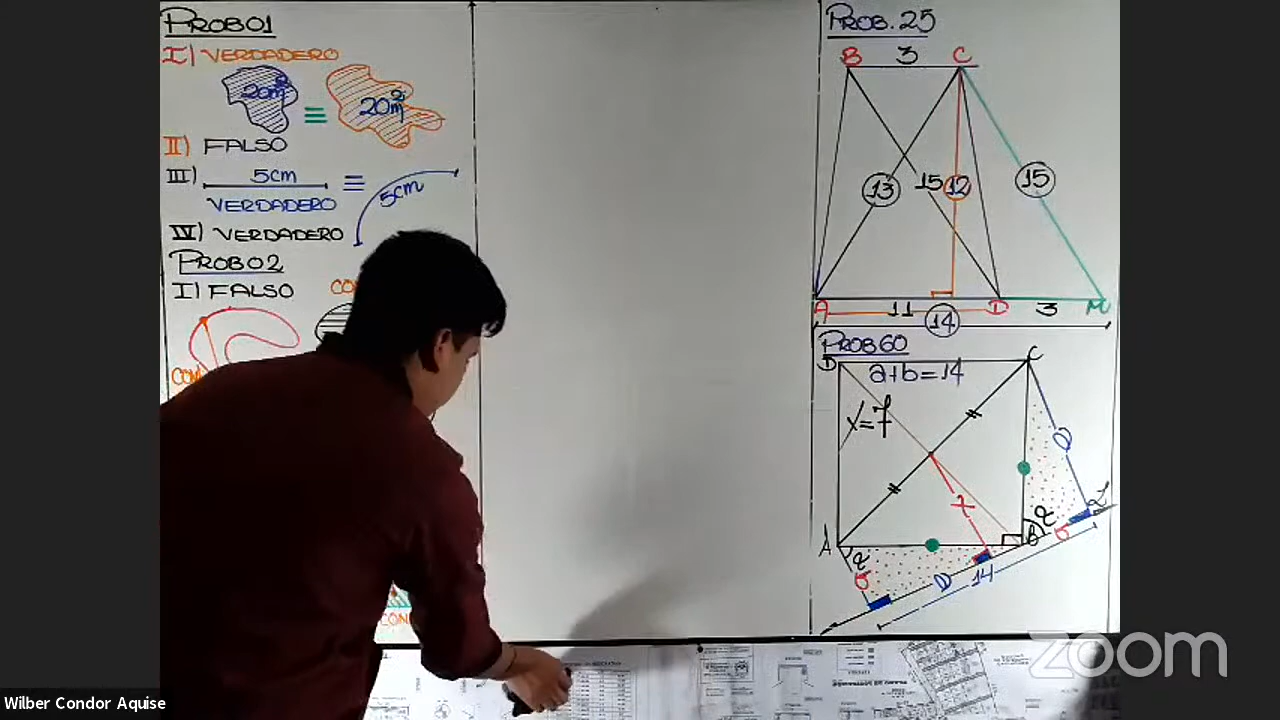 PROB01
I) VERDADERO
20m²
≡
20m²
II) FALSO
III) 5cm ≡ 5cm
VERDADERO
IV) VERDADERO
PROB02
I) FALSO
PROB. 25
B 3 C
13 15 12 15
A 11 D 3 M
14
PROB60
D C
a+b=14
x=7
x
A B
14
zoom
Wilber Condor Aquise